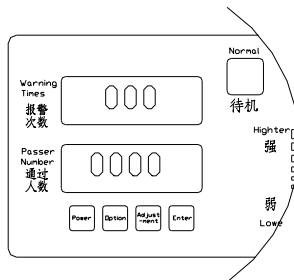 Normal
待机
Warning
Times
报警
次数
000
Passer
Number
通过
人数
0000
Highter
强
弱
Lowe
Power
Option
Adjust
-ment
Enter